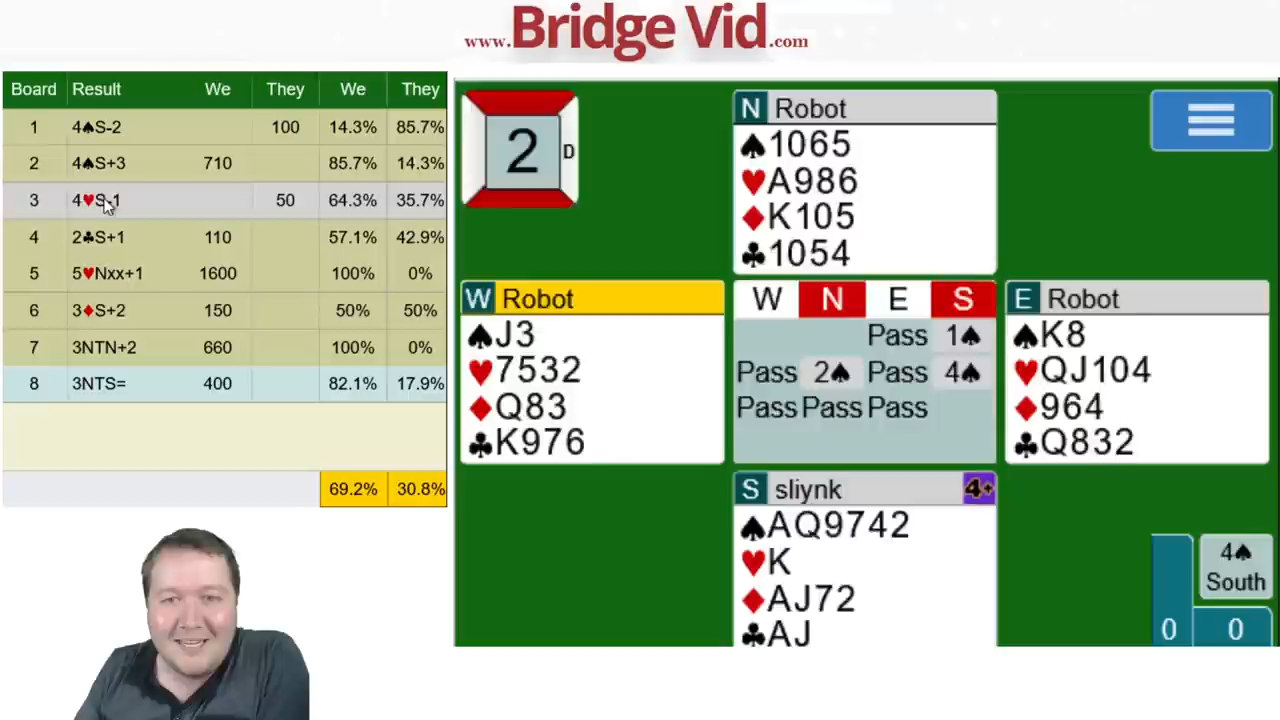 www.Bridge Vid.com
Board Result We They We They
1 4♠S-2 100 14.3% 85.7%
2 4♠S+3 710 85.7% 14.3%
3 4♥S-1 50 64.3% 35.7%
4 2♣S+1 110 57.1% 42.9%
5 5♥Nxx+1 1600 100% 0%
6 3♦S+2 150 50% 50%
7 3NTN+2 660 100% 0%
8 3NTS= 400 82.1% 17.9%
69.2% 30.8%
2 D
N Robot
♠1065
♥A986
♦K105
♣1054
W Robot
♠J3
♥7532
♦Q83
♣K976
W N E S
Pass 1♠
Pass 2♠ Pass 4♠
Pass Pass Pass
E Robot
♠K8
♥QJ104
♦964
♣Q832
S sliynk 4+
♠AQ9742
♥K
♦AJ72
♣AJ
4♠
South
0 0